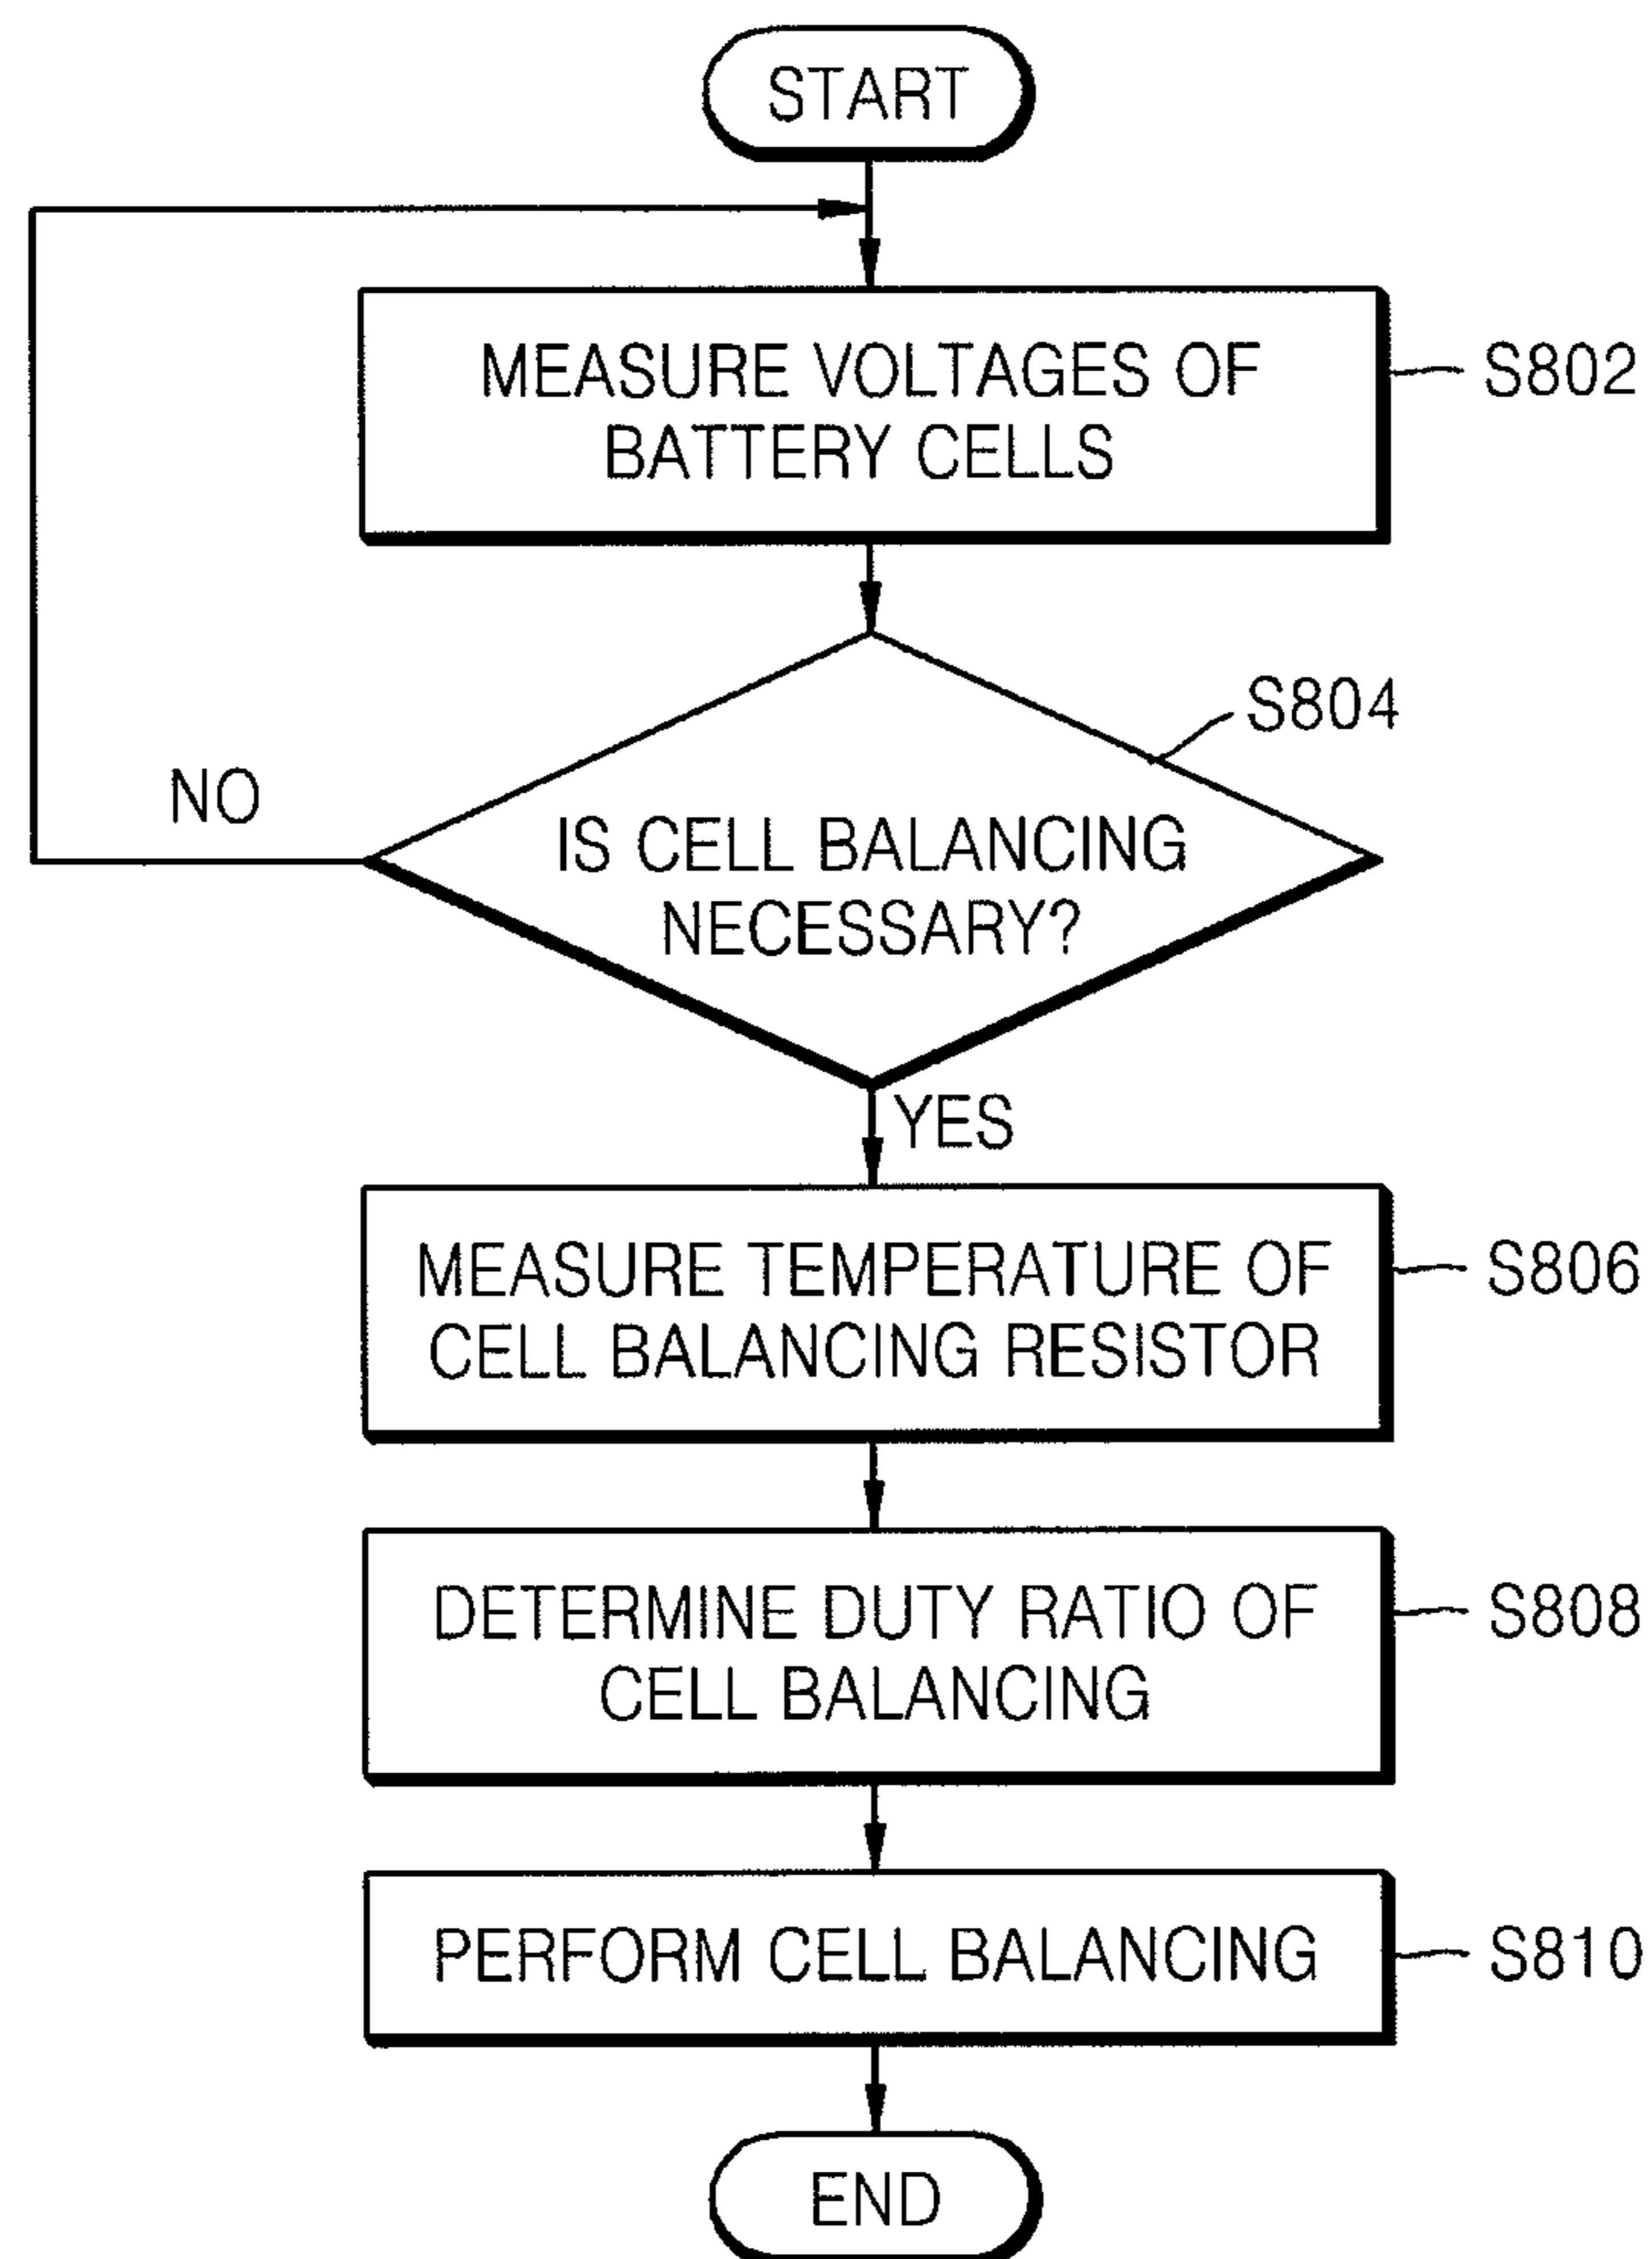 START
MEASURE VOLTAGES OF
BATTERY CELLS
S802
S804
NO
IS CELL BALANCING
NECESSARY?
YES
MEASURE TEMPERATURE OF
CELL BALANCING RESISTOR
S806
DETERMINE DUTY RATIO OF
CELL BALANCING
S808
PERFORM CELL BALANCING
S810
END